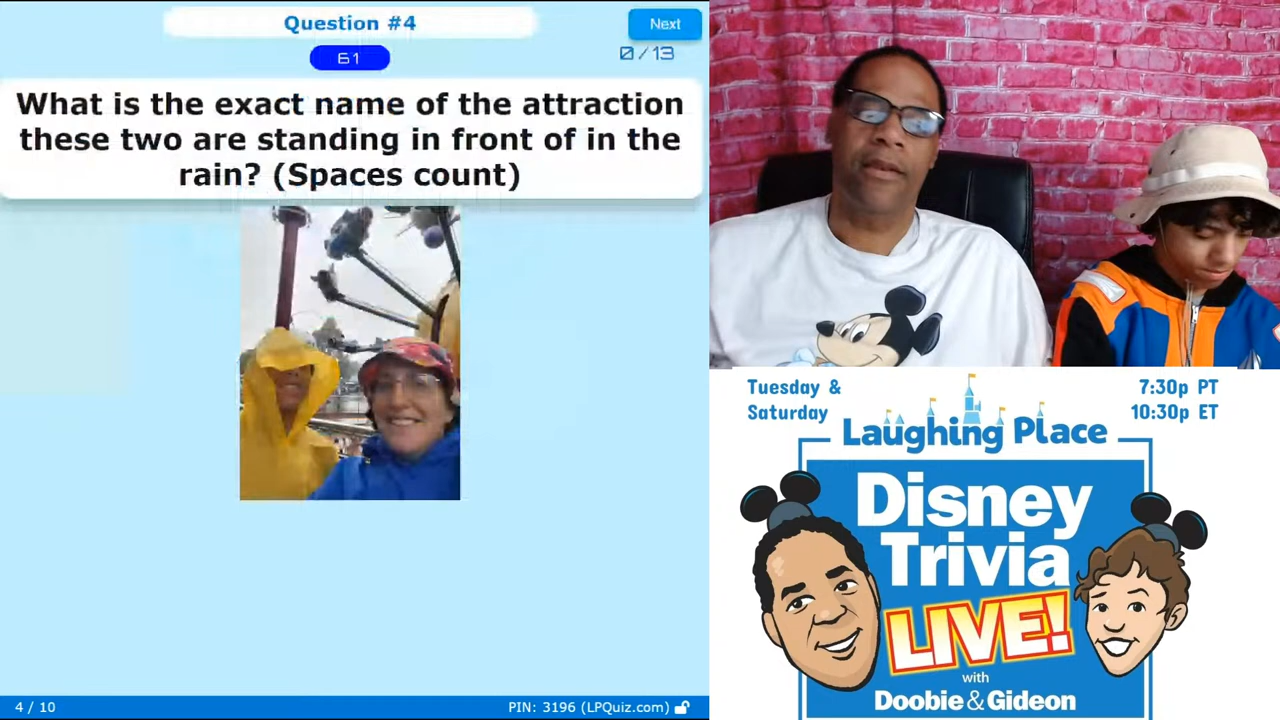 Question #4
Next
61
0/13
What is the exact name of the attraction
these two are standing in front of in the
rain? (Spaces count)
4 / 10
PIN: 3196 (LPQuiz.com)
Tuesday &
Saturday
7:30p PT
10:30p ET
Laughing Place
Disney
Trivia
LIVE!
with
Doobie & Gideon